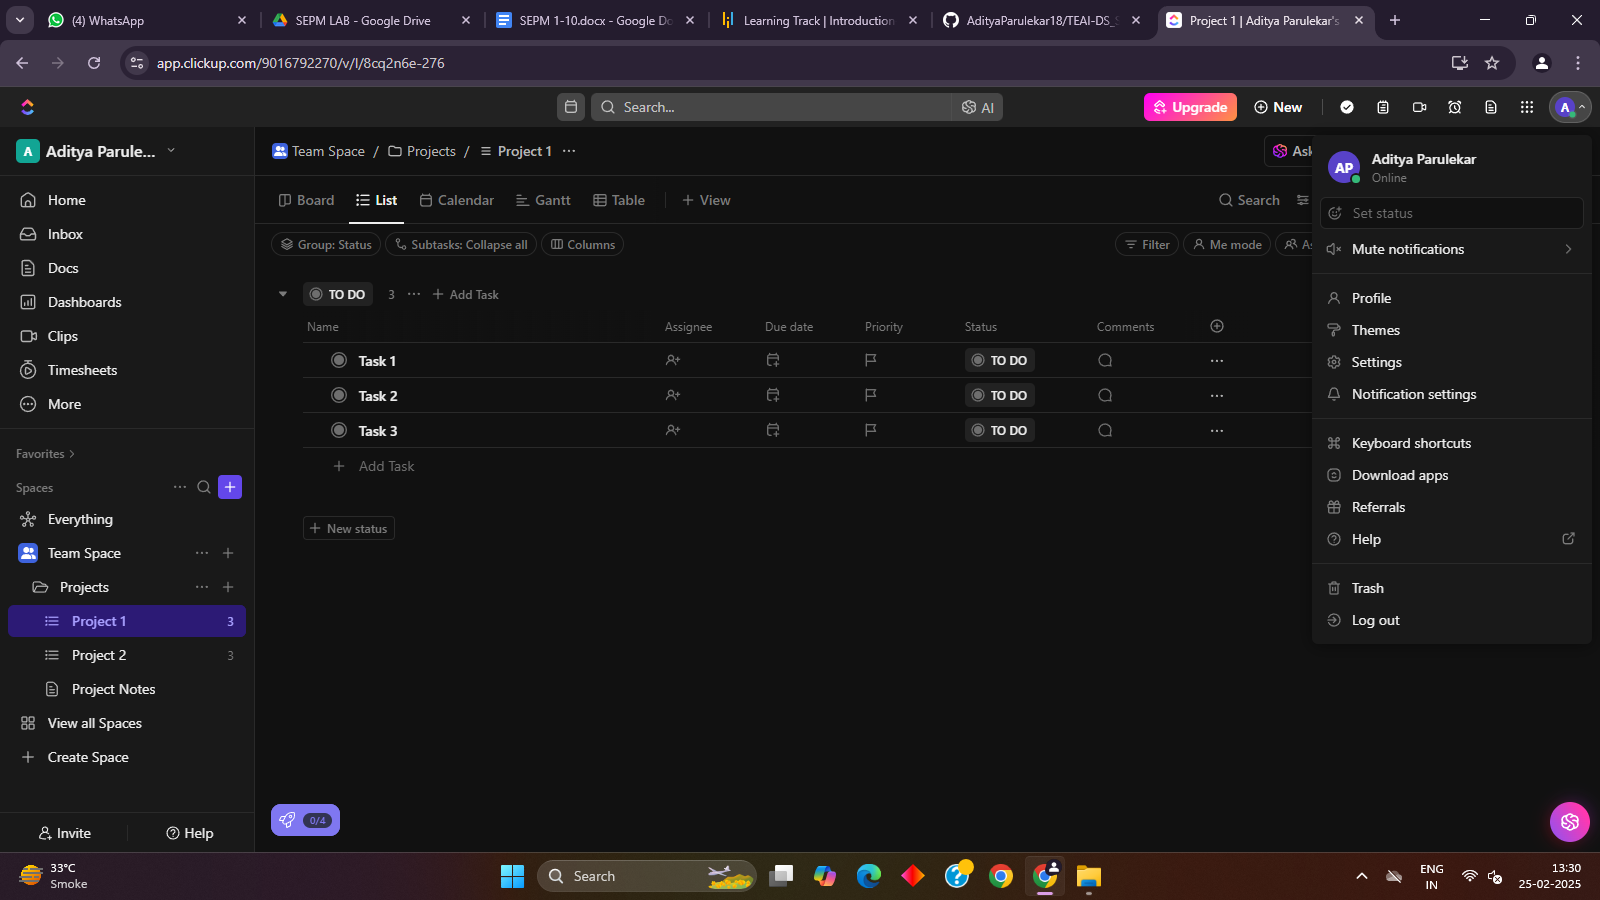 (4) WhatsApp
SEPM LAB - Google Drive
SEPM 1-10.docx - Google Do
Learning Track | Introduction
AdityaParulekar18/TEAI-DS_S
Project 1 | Aditya Parulekar's
app.clickup.com/9016792270/v/l/8cq2n6e-276
Search...
AI
Upgrade
New
A
A
Aditya Parule...
Team Space / Projects / Project 1
Ask
AP
Aditya Parulekar
Online
Home
Inbox
Docs
Dashboards
Clips
Timesheets
More
Board
List
Calendar
Gantt
Table
View
Search
Set status
Group: Status
Subtasks: Collapse all
Columns
Filter
Me mode
As
Mute notifications
TO DO
3
Add Task
Profile
Name
Assignee
Due date
Priority
Status
Comments
Themes
Task 1
TO DO
Settings
Task 2
TO DO
Notification settings
Task 3
TO DO
Add Task
Keyboard shortcuts
Download apps
Referrals
Help
Trash
Log out
New status
Favorites
Spaces
Everything
Team Space
Projects
Project 1
3
Project 2
3
Project Notes
View all Spaces
Create Space
0/4
Invite
Help
33°C
Smoke
Search
ENG
IN
13:30
25-02-2025